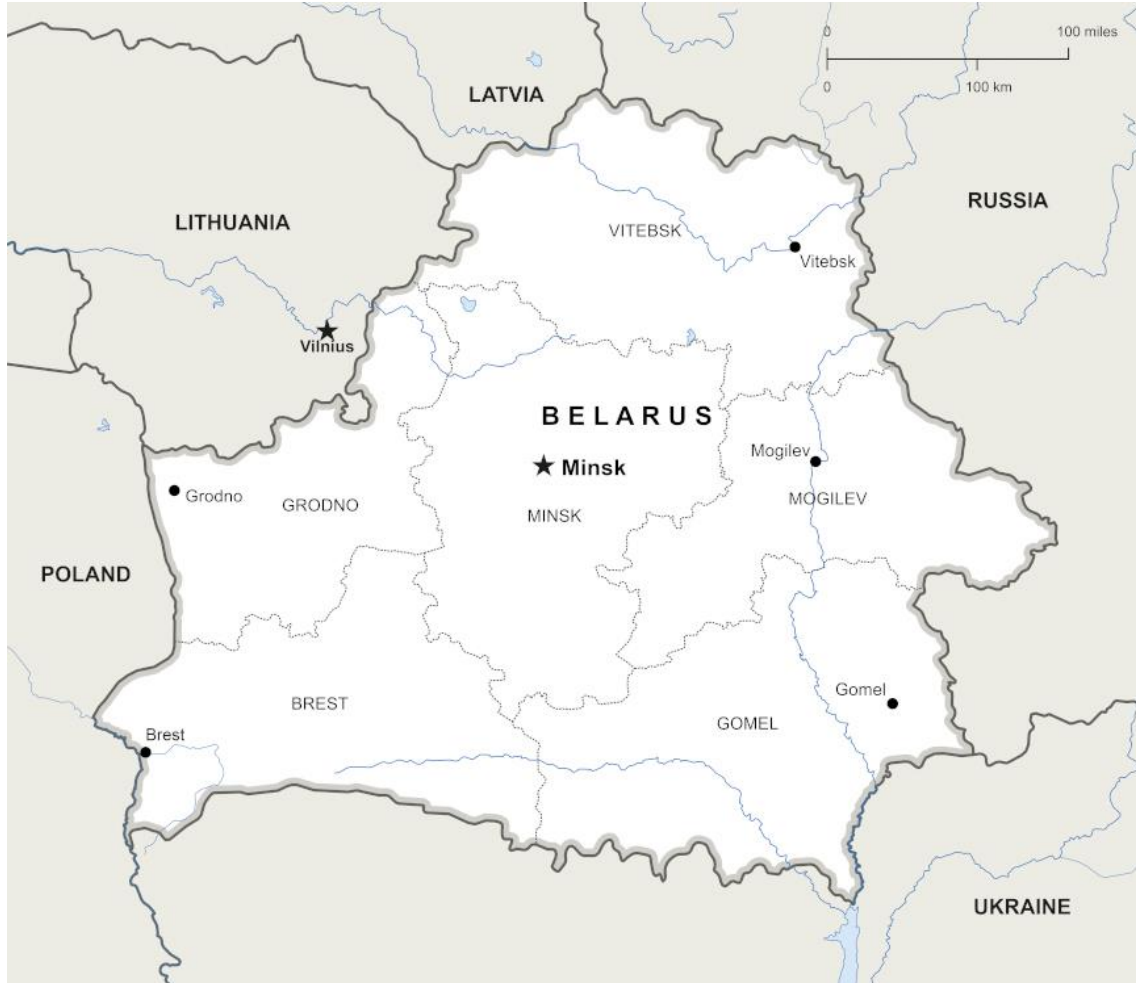 0 100 miles
0 100 km
LATVIA
RUSSIA
LITHUANIA
VITEBSK
Vitebsk
Vilnius
BELARUS
Mogilev
Minsk
Grodno
GRODNO
MINSK
MOGILEV
POLAND
Gomel
BREST
GOMEL
Brest
UKRAINE